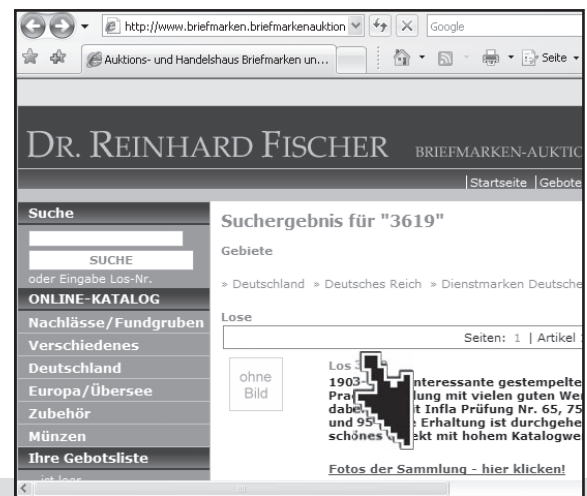 http://www.briefmarken.briefmarkenauktion
Google
Auktions- und Handelshaus Briefmarken un...
Seite
DR. REINHARD FISCHER BRIEFMARKEN-AUKTIO
|Startseite |Gebote
Suche
SUCHE
oder Eingabe Los-Nr.
ONLINE-KATALOG
Nachlässe/Fundgruben
Verschiedenes
Deutschland
Europa/Übersee
Zubehör
Münzen
Ihre Gebotsliste
Suchergebnis für "3619"
Gebiete
» Deutschland » Deutsches Reich » Dienstmarken Deutsche
Lose
Seiten: 1 | Artikel
ohne
Bild
Los
1903- nteressante gestempelte
Pra lung mit vielen guten Wer
dabe t Infla Prüfung Nr. 65, 75
und 95 Erhaltung ist durchgehe
schönes ekt mit hohem Katalogwe
Fotos der Sammlung - hier klicken!